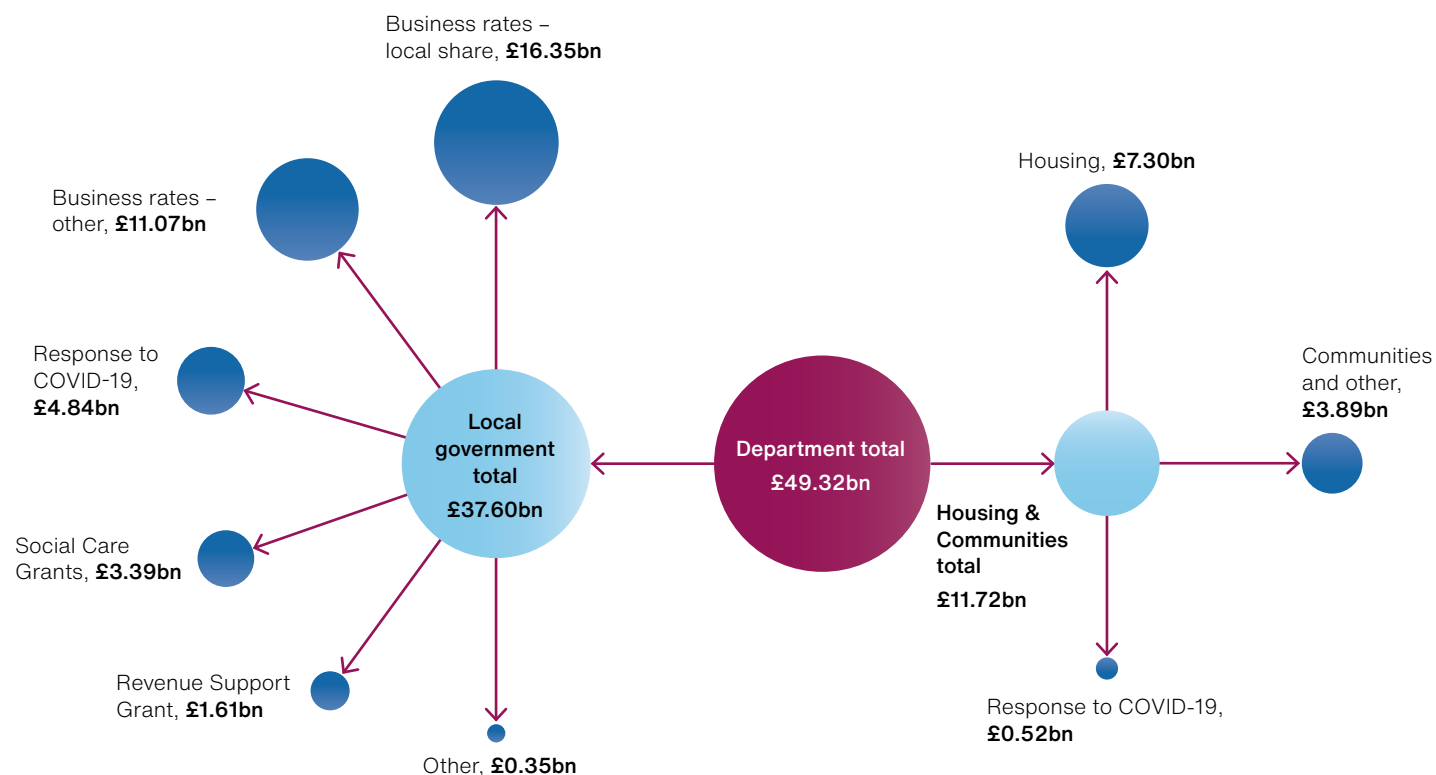 Business rates –
local share, £16.35bn
Business rates –
other, £11.07bn
Response to
COVID-19,
£4.84bn
Social Care
Grants, £3.39bn
Revenue Support
Grant, £1.61bn
Other, £0.35bn
Local
government
total
£37.60bn
Department total
£49.32bn
Housing &
Communities
total
£11.72bn
Housing, £7.30bn
Communities
and other,
£3.89bn
Response to COVID-19,
£0.52bn